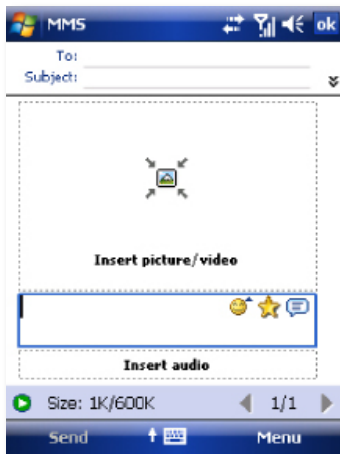 MMS ok
To:
Subject:
Insert picture/video
Insert audio
Size: 1K/600K 1/1
Send Menu